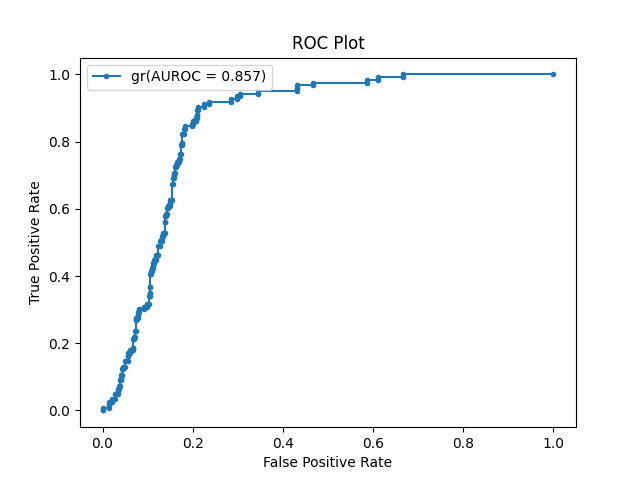 ROC Plot
gr(AUROC = 0.857)
True Positive Rate
1.0
0.8
0.6
0.4
0.2
0.0
0.0 0.2 0.4 0.6 0.8 1.0
False Positive Rate